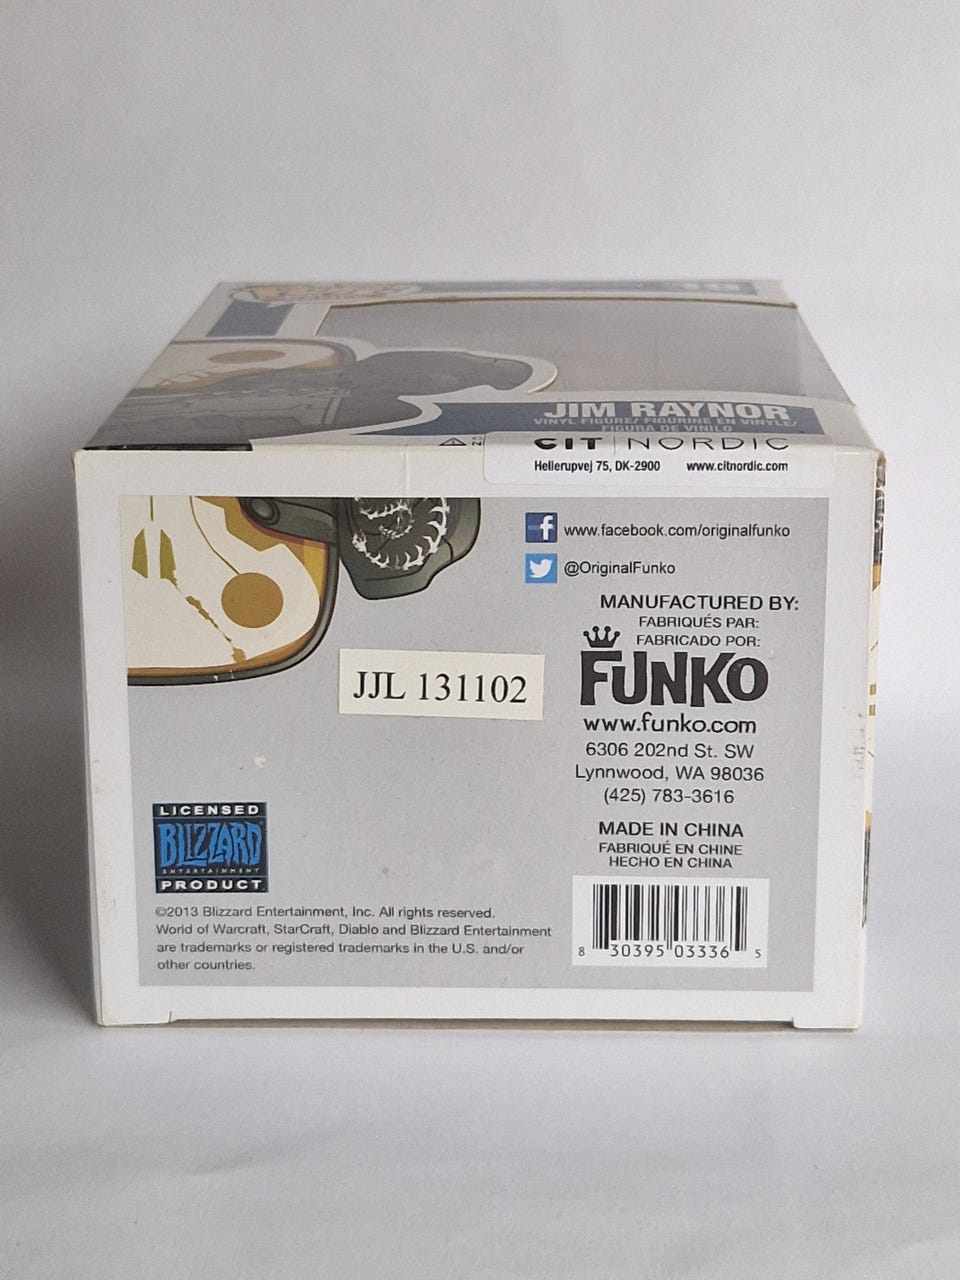 JIM RAYNOR
VINYL FIGURE/ FIGURINE EN VINYLE/
FIGURA DE VINILO
CIT NORDIC
Hellerupvej 75, DK-2900 www.citnordic.com
www.facebook.com/originalfunko
@OriginalFunko
MANUFACTURED BY:
FABRIQUÉS PAR:
FABRICADO POR:
FUNKO
www.funko.com
6306 202nd St. SW
Lynnwood, WA 98036
(425) 783-3616
JJL 131102
MADE IN CHINA
FABRIQUÉ EN CHINE
HECHO EN CHINA
8 30395 03336 5
LICENSED
BLIZZARD
ENTERTAINMENT
PRODUCT
©2013 Blizzard Entertainment, Inc. All rights reserved.
World of Warcraft, StarCraft, Diablo and Blizzard Entertainment
are trademarks or registered trademarks in the U.S. and/or
other countries.